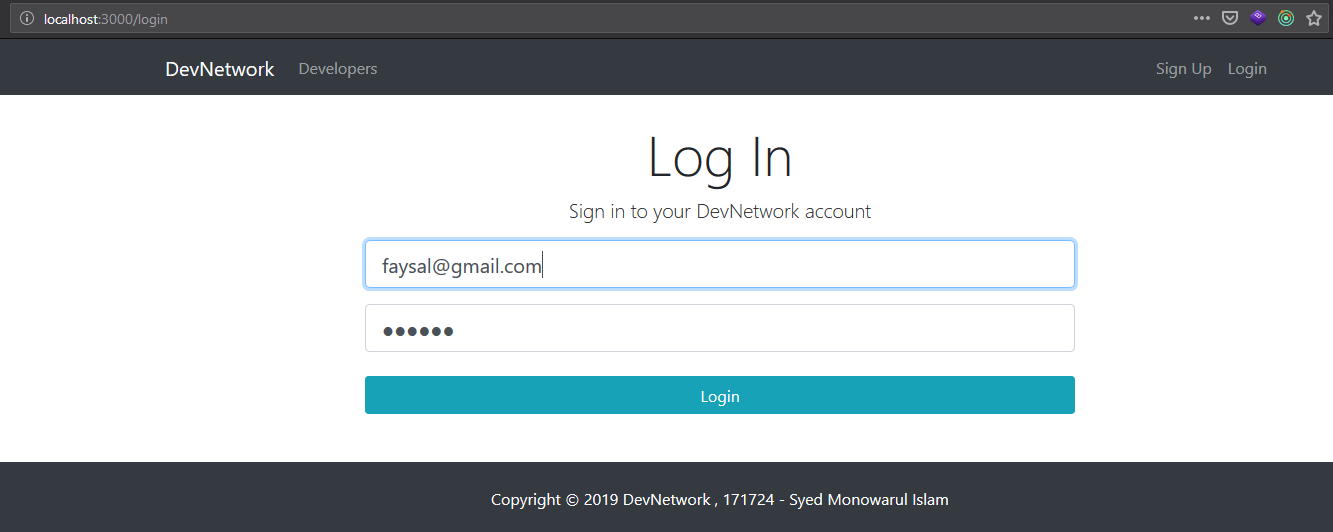 localhost:3000/login
DevNetwork Developers Sign Up Login
Log In
Sign in to your DevNetwork account
faysal@gmail.com
●●●●●●
Login
Copyright © 2019 DevNetwork , 171724 - Syed Monowarul Islam